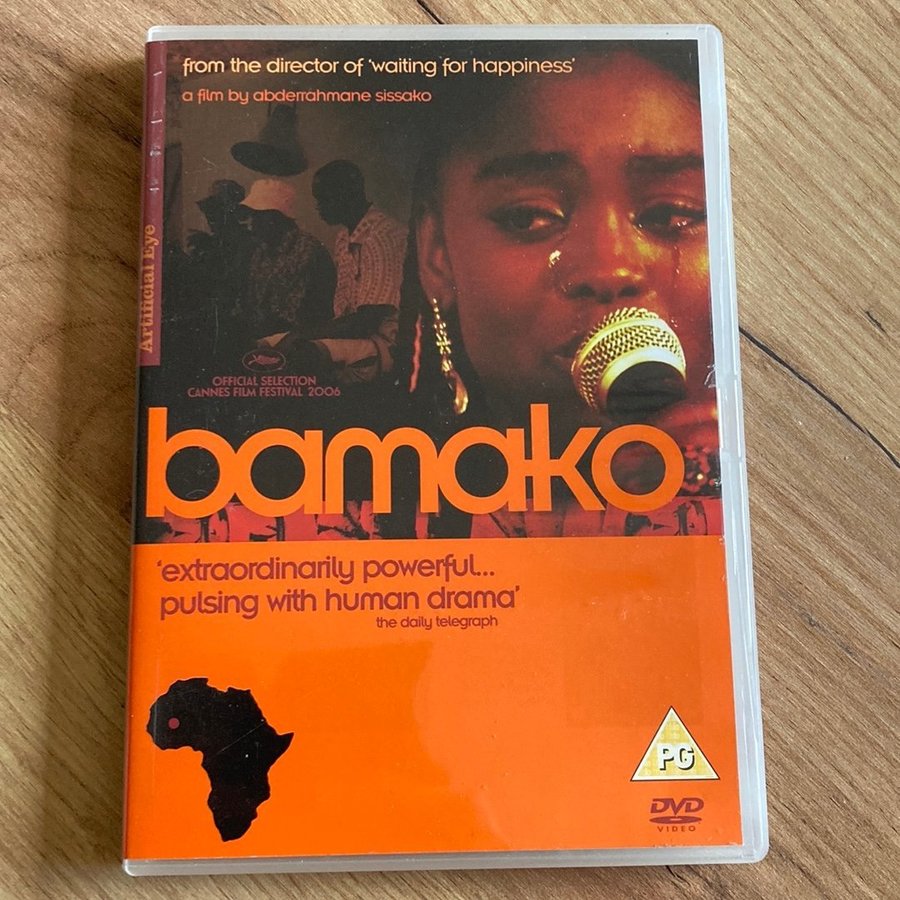 from the director of 'waiting for happiness'
a film by abderrahmane sissako
Artificial Eye
OFFICIAL SELECTION
CANNES FILM FESTIVAL 2006
bamako
'extraordinarily powerful...
pulsing with human drama'
the daily telegraph
PG
DVD
VIDEO